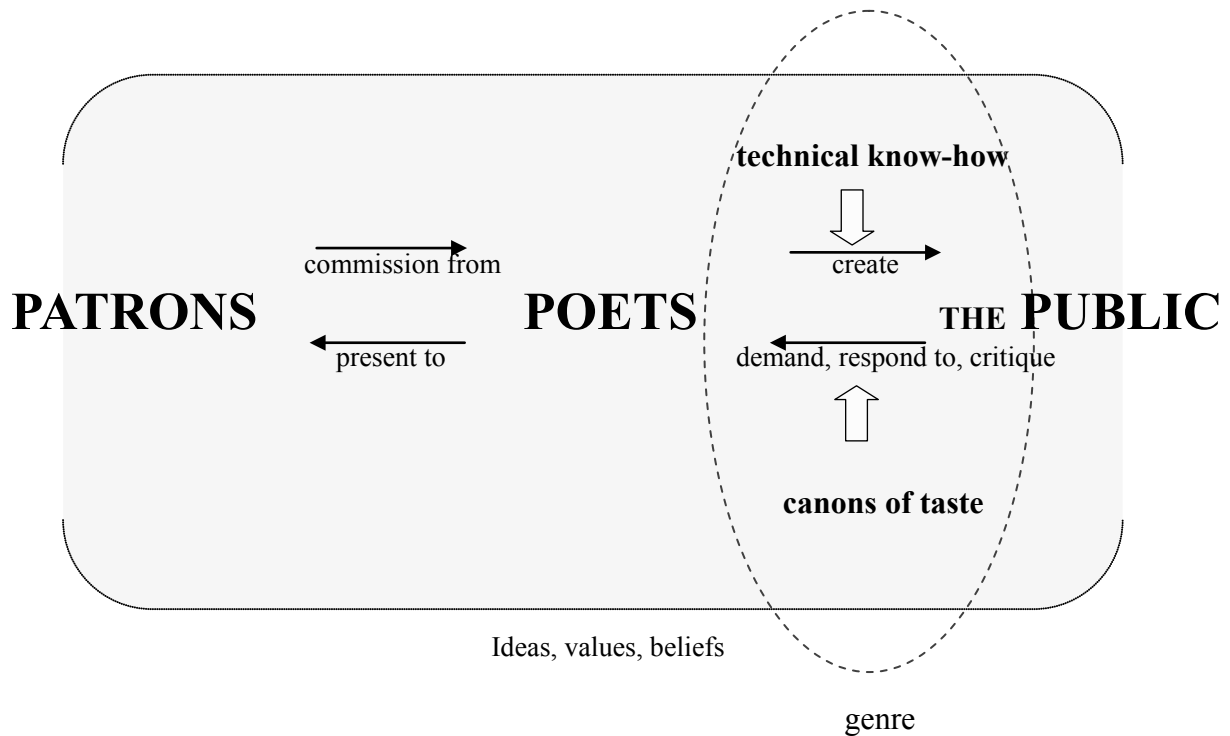 technical know-how
commission from
create
PATRONS
POETS
THE PUBLIC
present to
demand, respond to, critique
canons of taste
Ideas, values, beliefs
genre